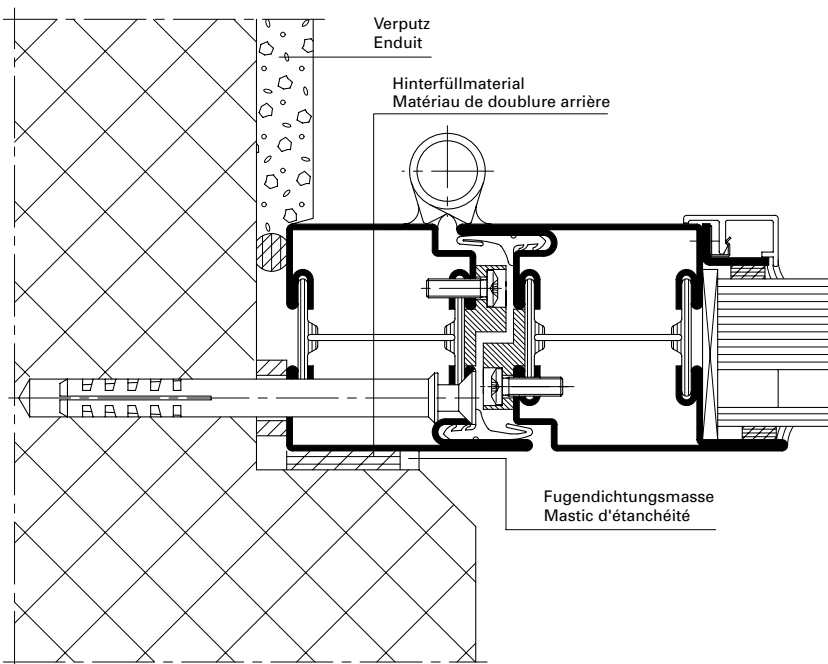 Verputz
Enduit
Hinterfüllmaterial
Matériau de doublure arrière
Fugendichtungsmasse
Mastic d'étanchéité